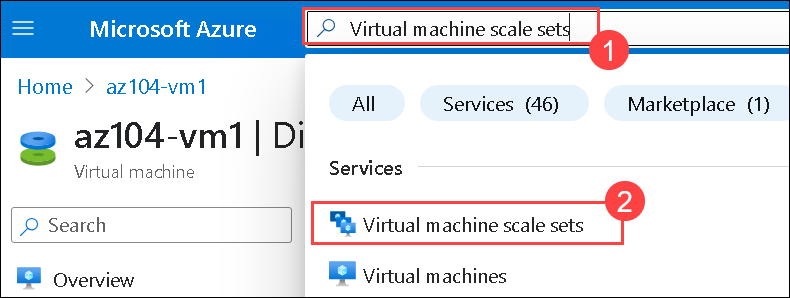 Microsoft Azure
Virtual machine scale sets
1
Home > az104-vm1
All
Services (46)
Marketplace (1)
az104-vm1 | Di
Virtual machine
Services
Search
2
Virtual machine scale sets
Overview
Virtual machines